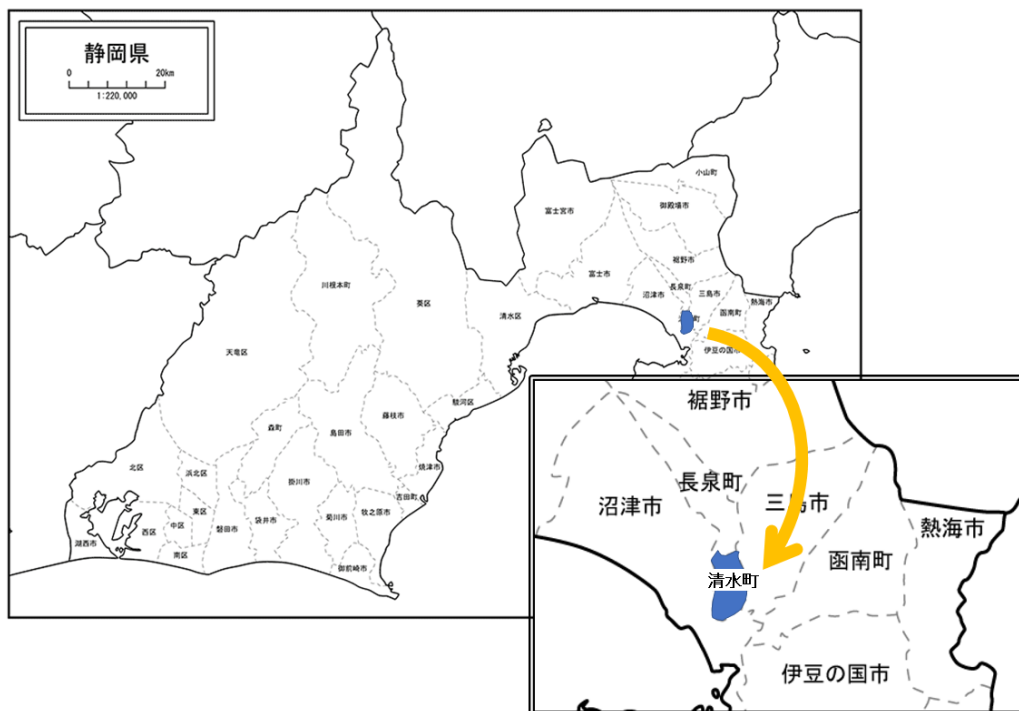 静岡県
0 20km
1:220,000
小山町
御殿場市
富士宮市
裾野市
富士市
長泉町
沼津市
三島市
熱海市
函南町
町
伊豆の国市
川根本町
葵区
清水区
天竜区
駿河区
藤枝市
森町
島田市
焼津市
北区
浜北区
掛川市
吉田町
東区
牧之原市
中区
西区
磐田市
袋井市
菊川市
湖西市
南区
御前崎市
裾野市
長泉町
沼津市
三島市
熱海市
函南町
清水町
伊豆の国市